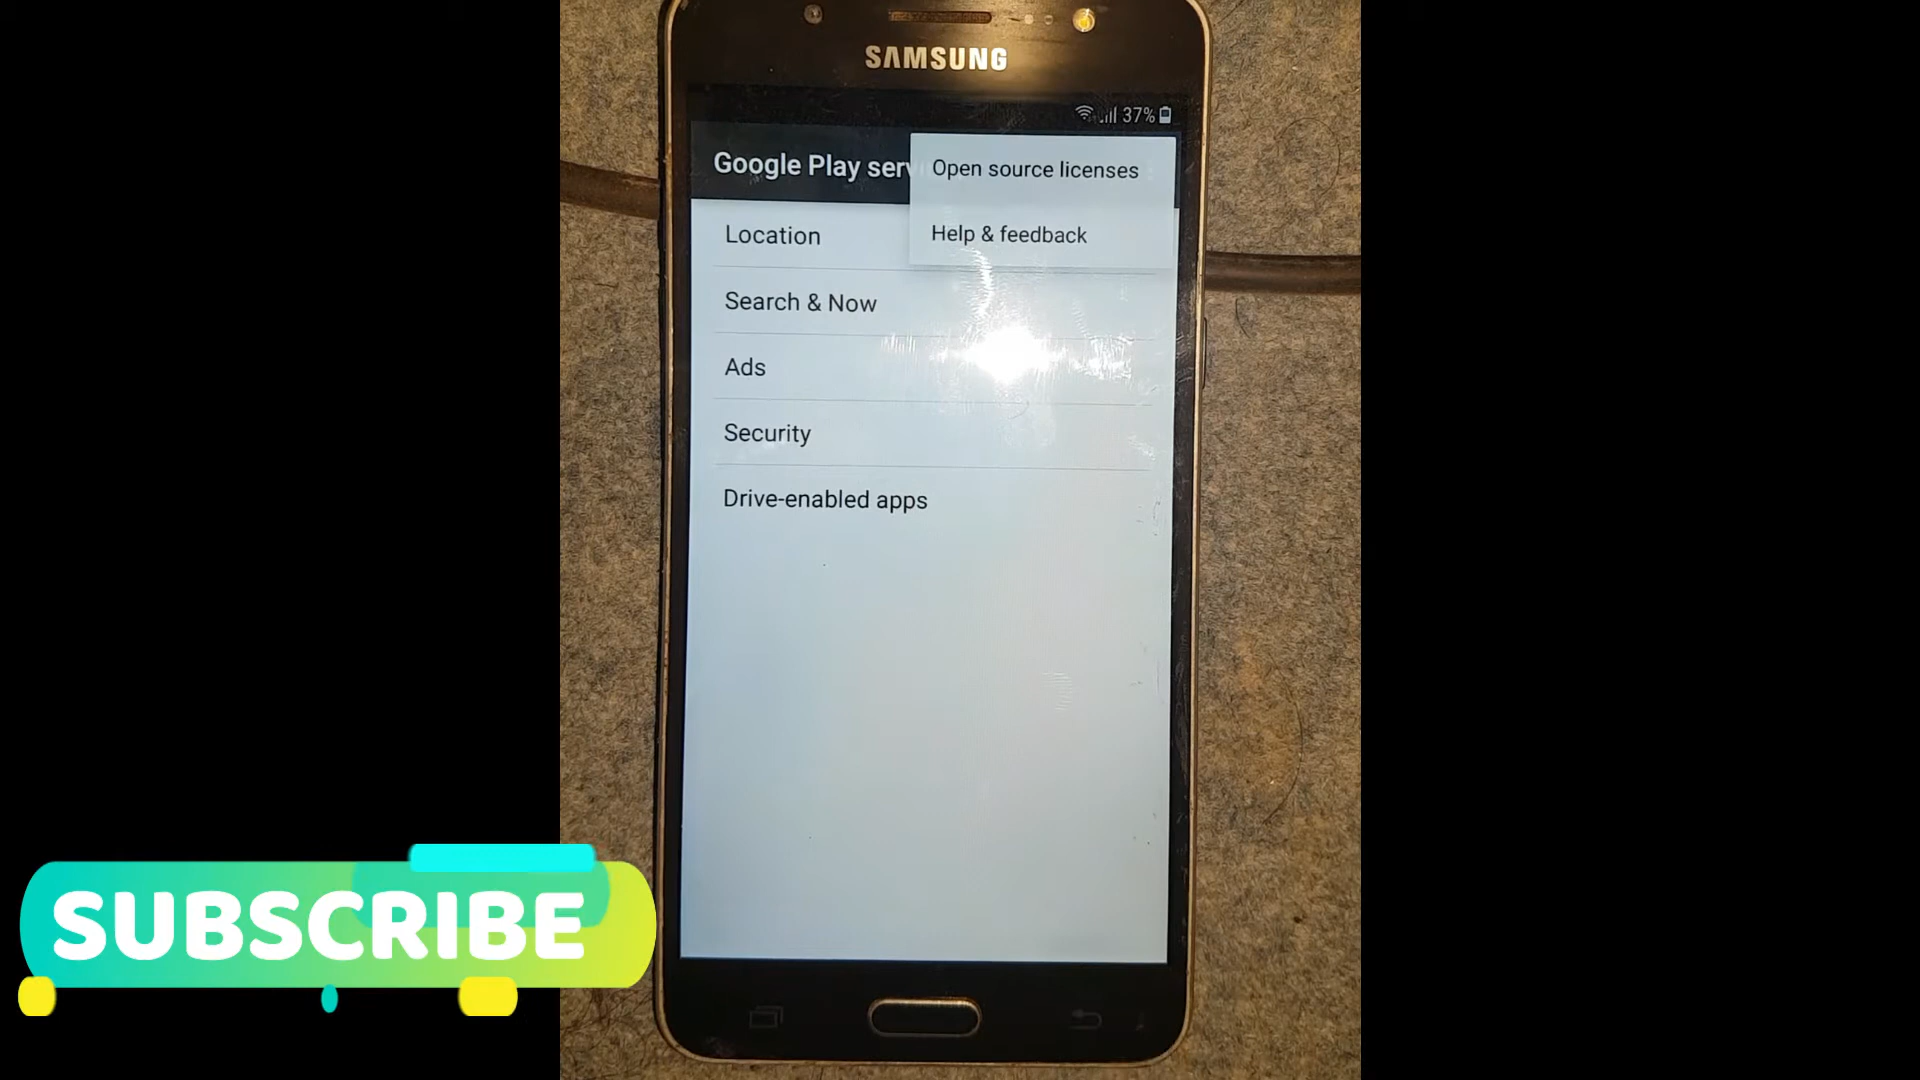 SAMSUNG
37%
Google Play serv
Open source licenses
Help & feedback
Location
Search & Now
Ads
Security
Drive-enabled apps
SUBSCRIBE